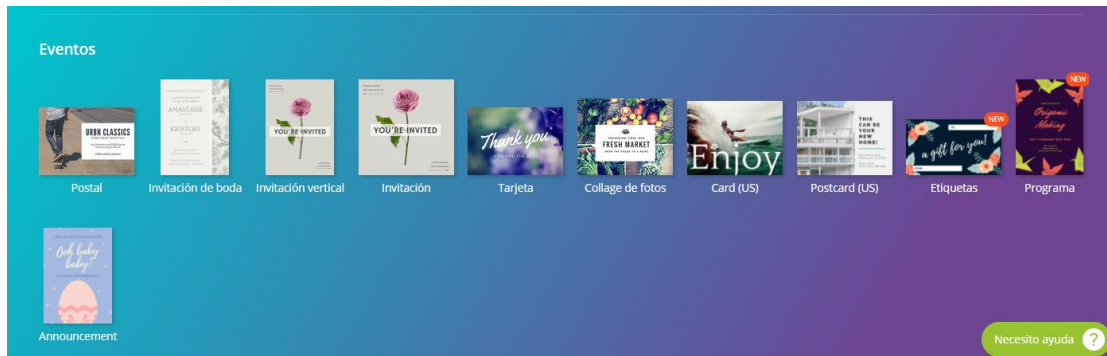 Eventos
URBN CLASSICS
ANASTASIE
KRISTOFF
YOU'RE INVITED
YOU'RE INVITED
Thank you
FRESH MARKET
Enjoy
THIS
CAN BE
YOUR
NEW
HOME!
NEW
a gift for you!
NEW
Origami
Making
Postal
Invitación de boda
Invitación vertical
Invitación
Tarjeta
Collage de fotos
Card (US)
Postcard (US)
Etiquetas
Programa
Ooh baby
baby!
Announcement
Necesito ayuda ?